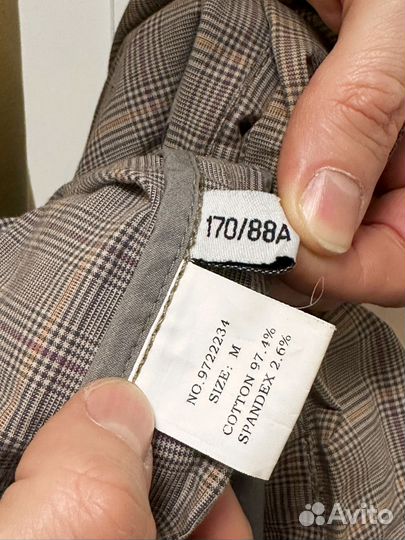 170/88A
NO.9722234
SIZE: M
COTTON 97.4%
SPANDEX 2.6%
Avito